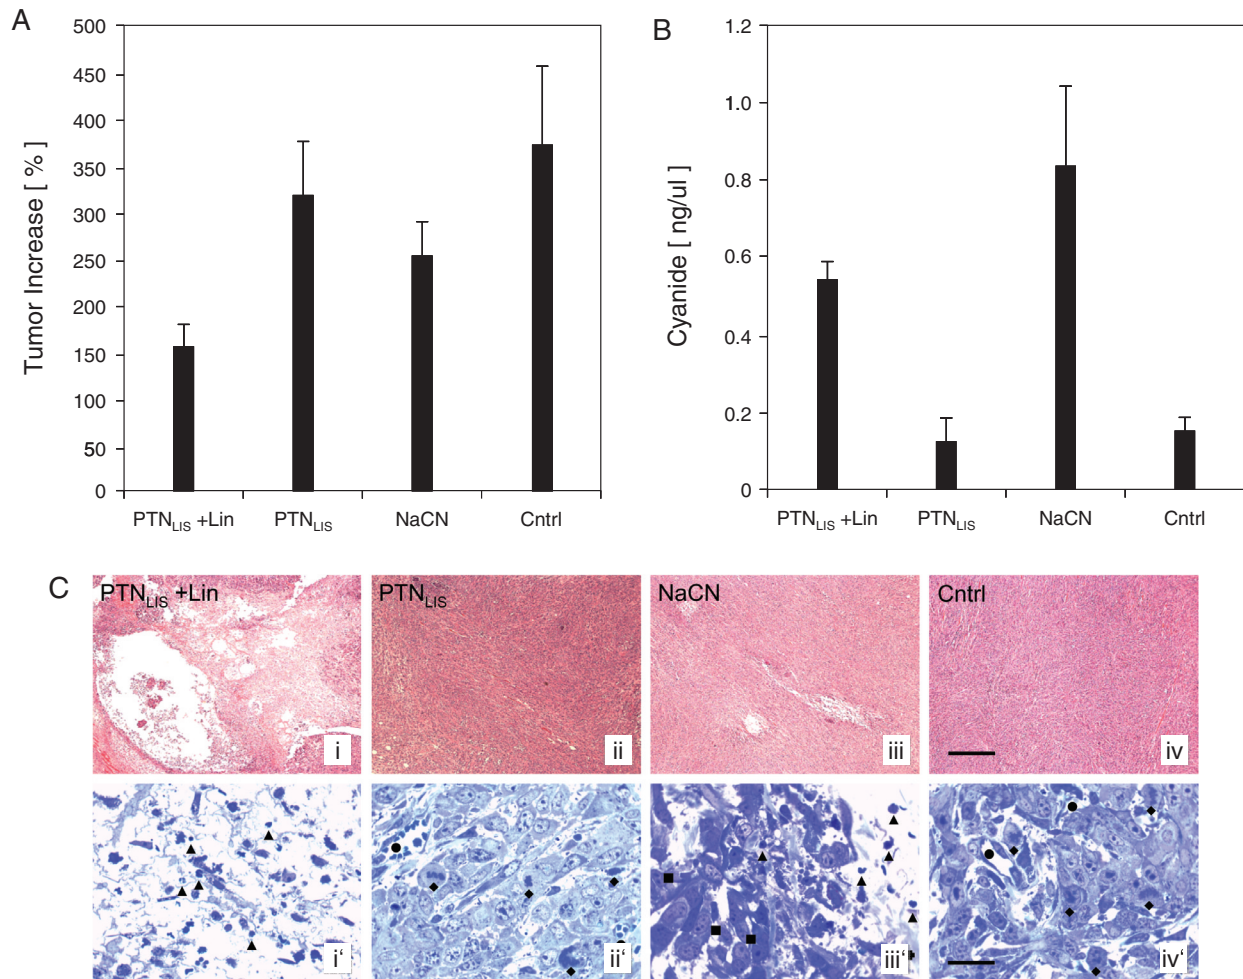 A
Tumor Increase [ % ]
500
450
400
350
300
250
200
150
100
50
0
PTNLIS +Lin PTNLIS NaCN Cntrl
B
Cyanide [ ng/ul ]
1.2
1.0
0.8
0.6
0.4
0.2
0
PTNLIS +Lin PTNLIS NaCN Cntrl
C
PTNLIS +Lin PTNLIS NaCN Cntrl
i ii iii iv
i' ii' iii' iv'